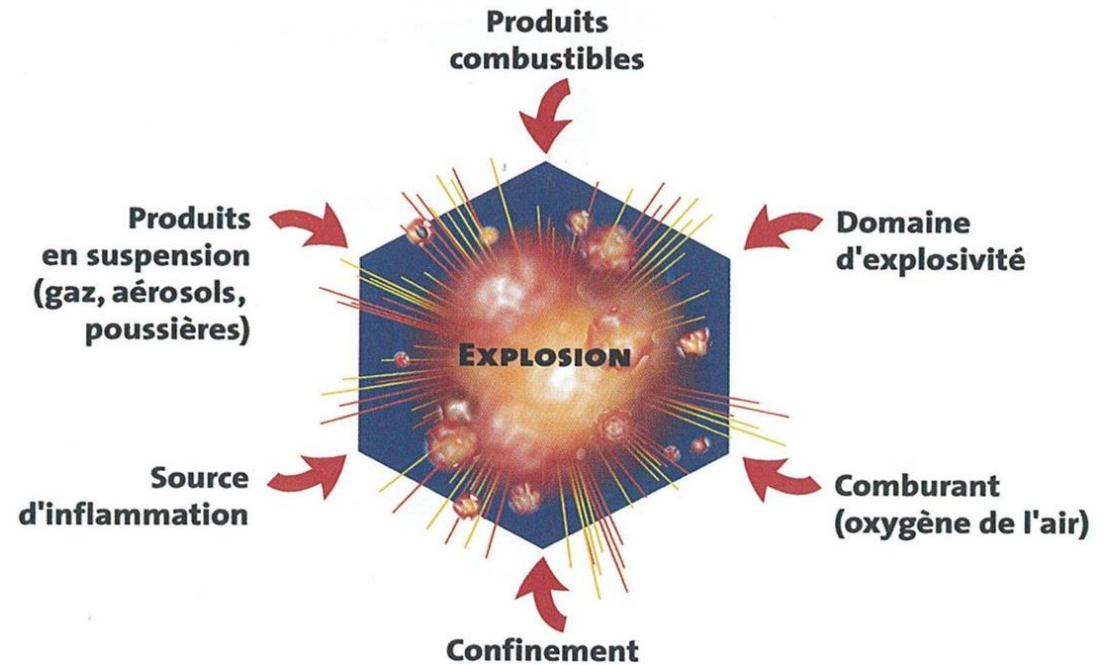 Produits
combustibles
Produits
en suspension
(gaz, aérosols,
poussières)
Domaine
d'explosivité
EXPLOSION
Source
d'inflammation
Comburant
(oxygène de l'air)
Confinement